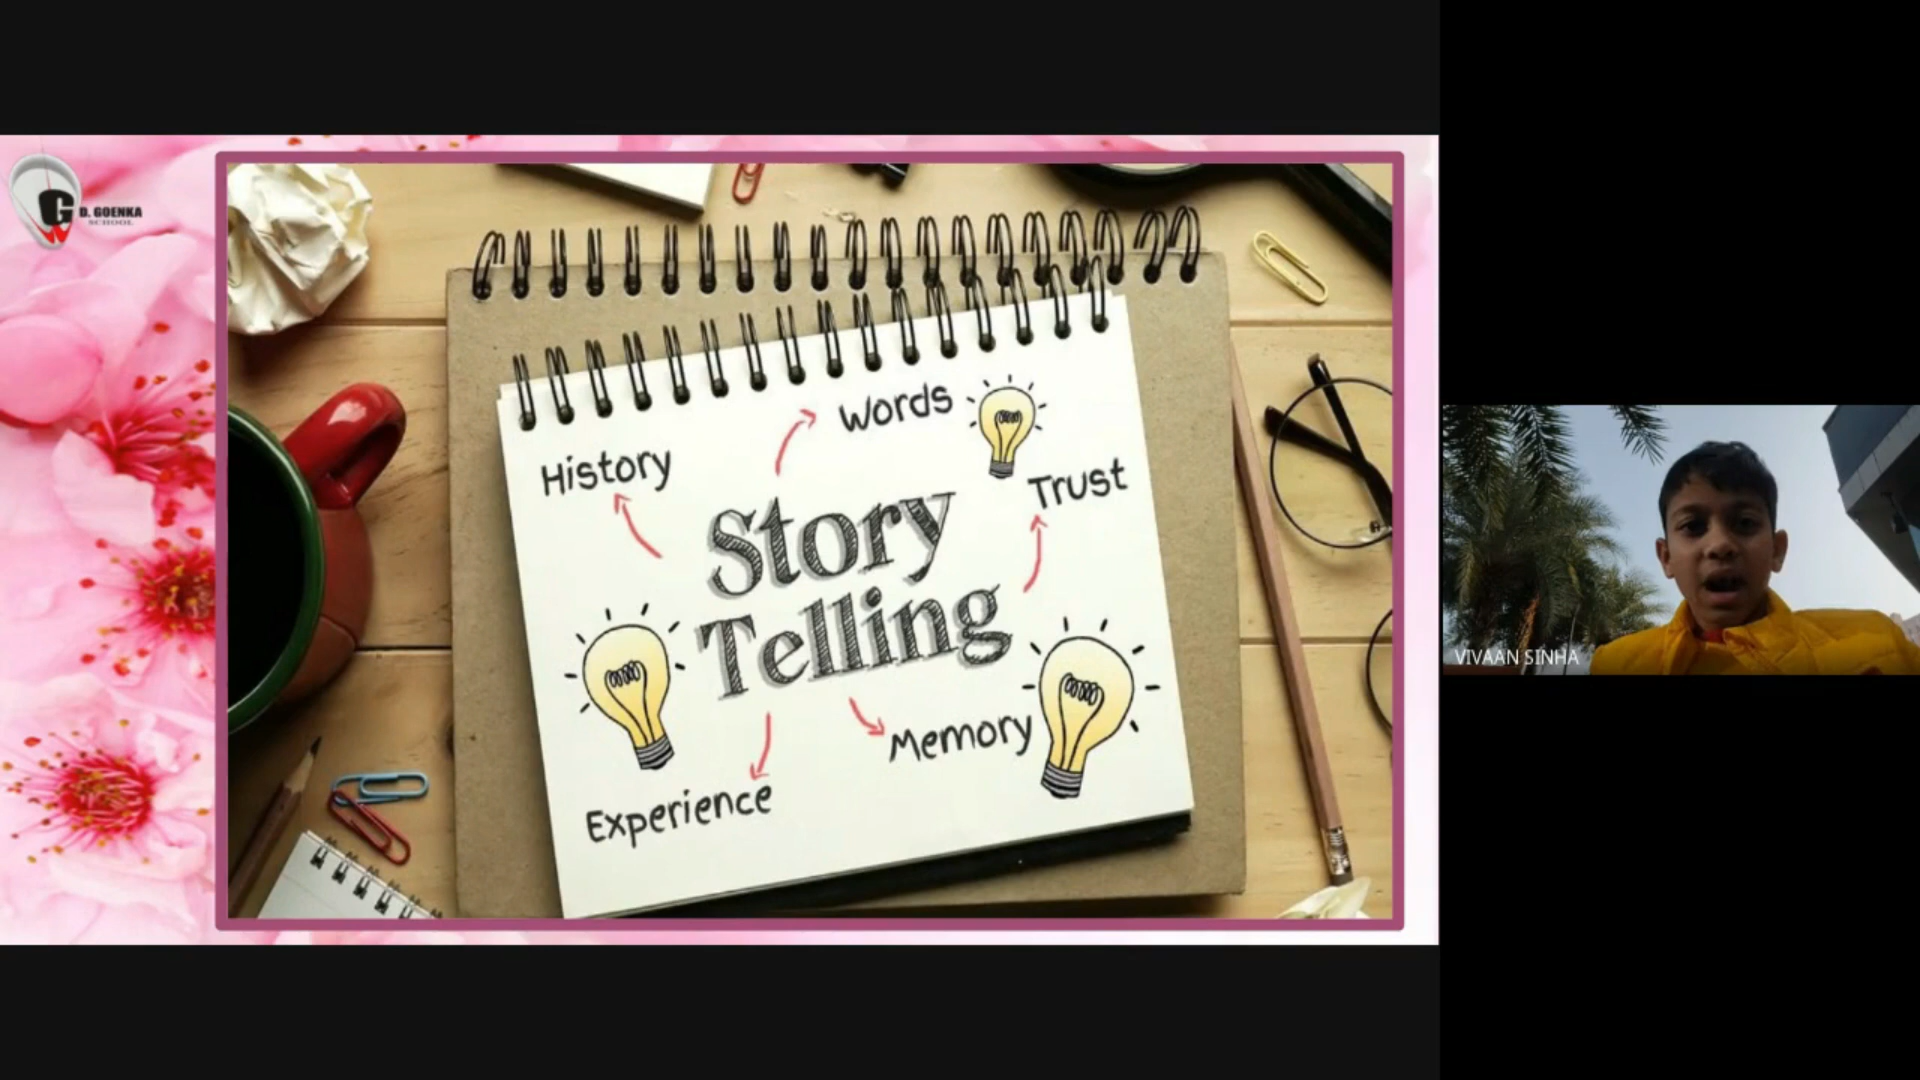 G
D. GOENKA
SCHOOL
Words
History
Trust
Story
Telling
Memory
Experience
VIVAAN SINHA